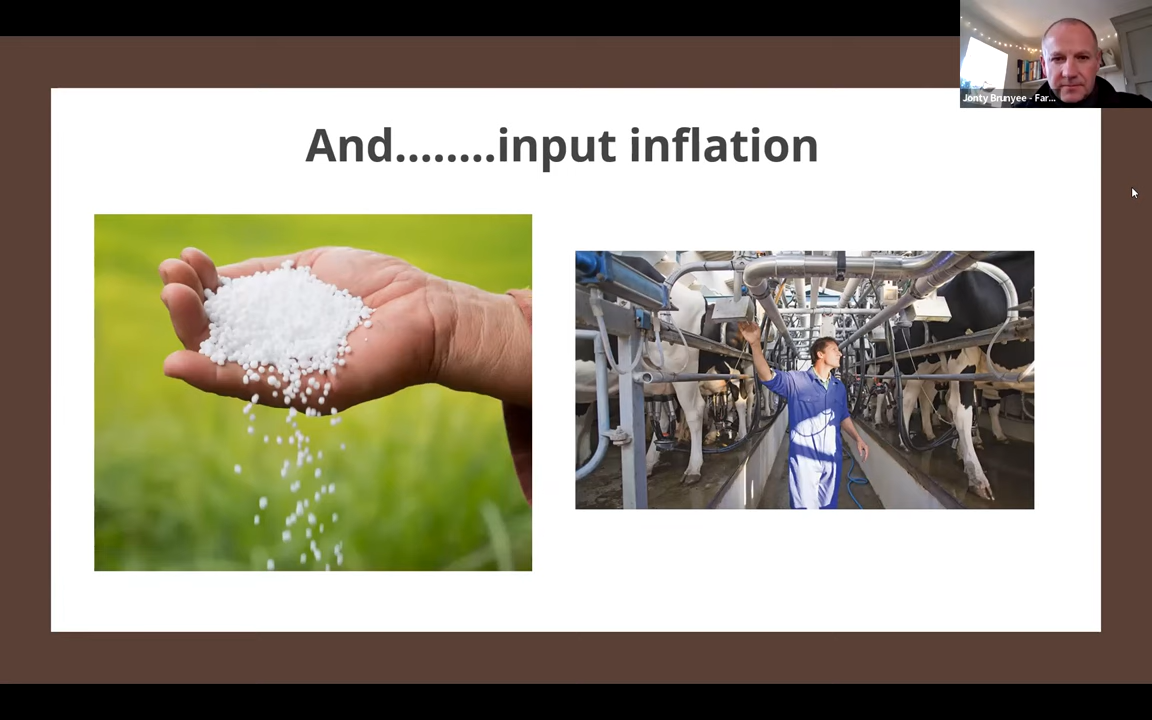 Jonty Brunyee - Far...
And........input inflation